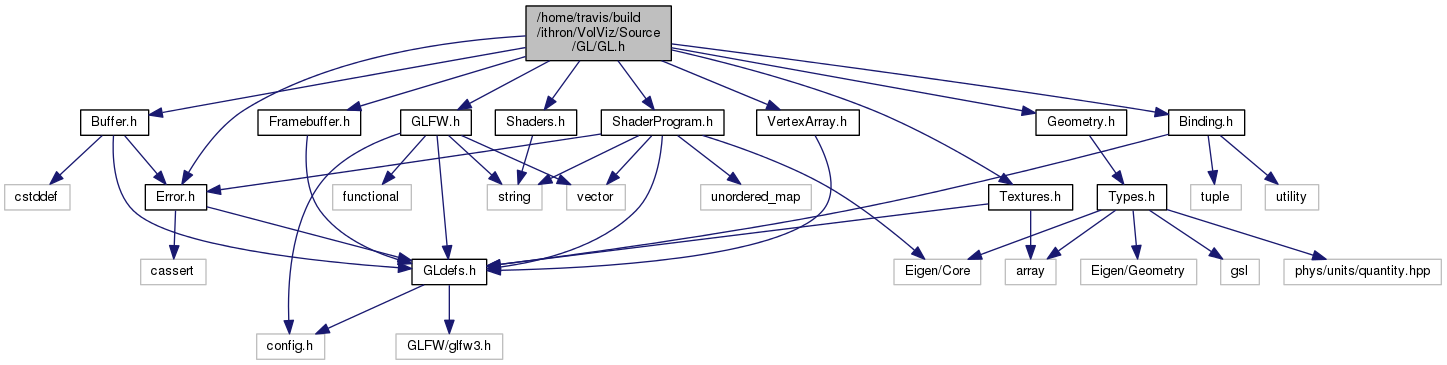 /home/travis/build
/ithron/VolViz/Source
/GL/GL.h
Buffer.h
Framebuffer.h
GLFW.h
Shaders.h
ShaderProgram.h
VertexArray.h
Geometry.h
Binding.h
cstddef
Error.h
functional
string
vector
unordered_map
Textures.h
Types.h
tuple
utility
cassert
GLdefs.h
Eigen/Core
array
Eigen/Geometry
gsl
phys/units/quantity.hpp
config.h
GLFW/glfw3.h